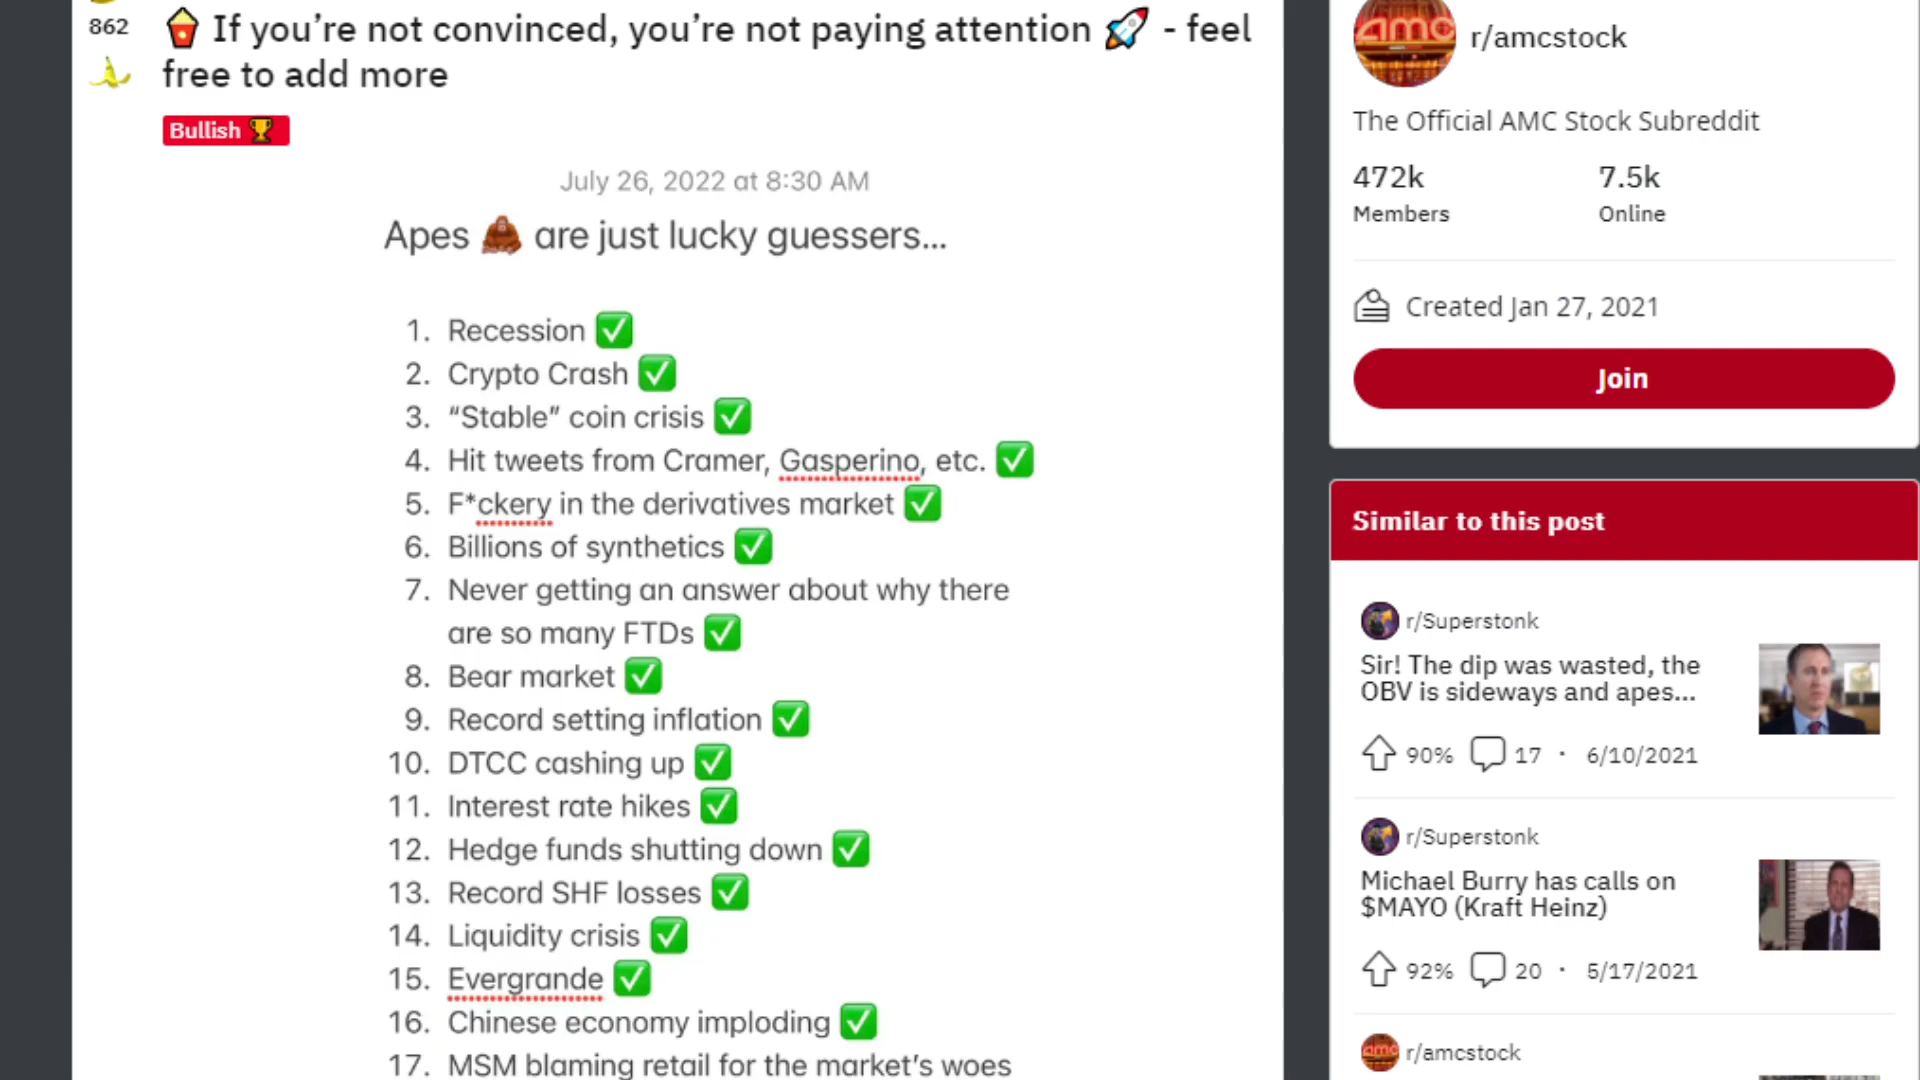 862
🍿 If you’re not convinced, you’re not paying attention 🚀 - feel
free to add more
Bullish 🏆
July 26, 2022 at 8:30 AM
Apes 🦧 are just lucky guessers...
1. Recession ✅
2. Crypto Crash ✅
3. “Stable” coin crisis ✅
4. Hit tweets from Cramer, Gasperino, etc. ✅
5. F*ckery in the derivatives market ✅
6. Billions of synthetics ✅
7. Never getting an answer about why there
are so many FTDs ✅
8. Bear market ✅
9. Record setting inflation ✅
10. DTCC cashing up ✅
11. Interest rate hikes ✅
12. Hedge funds shutting down ✅
13. Record SHF losses ✅
14. Liquidity crisis ✅
15. Evergrande ✅
16. Chinese economy imploding ✅
17. MSM blaming retail for the market’s woes
amc
r/amcstock
The Official AMC Stock Subreddit
472k 7.5k
Members Online
Created Jan 27, 2021
Join
Similar to this post
r/Superstonk
Sir! The dip was wasted, the
OBV is sideways and apes...
90% 17 · 6/10/2021
r/Superstonk
Michael Burry has calls on
$MAYO (Kraft Heinz)
92% 20 · 5/17/2021
amc
r/amcstock